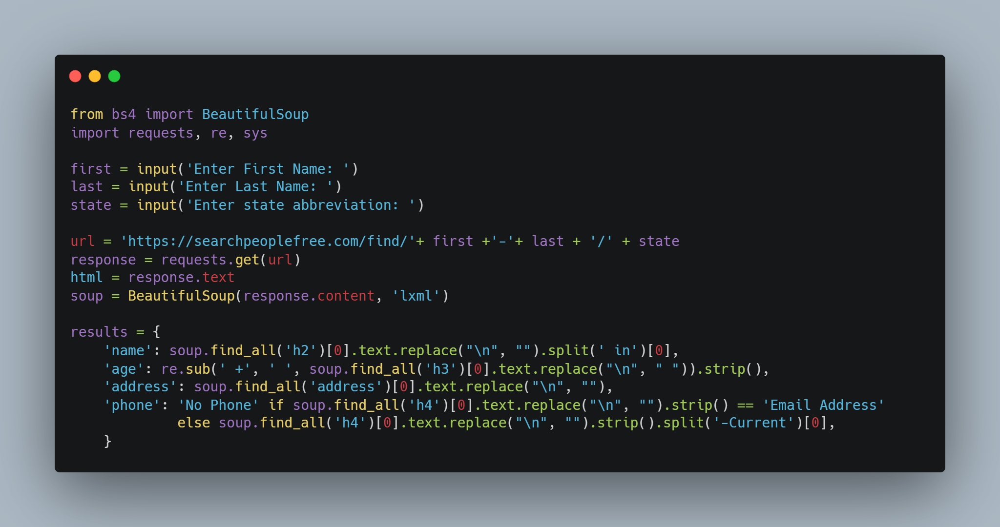 from bs4 import BeautifulSoup
import requests, re, sys
first = input('Enter First Name: ')
last = input('Enter Last Name: ')
state = input('Enter state abbreviation: ')
url = 'https://searchpeoplefree.com/find/'+ first +'-'+ last + '/' + state
response = requests.get(url)
html = response.text
soup = BeautifulSoup(response.content, 'lxml')
results = {
    'name': soup.find_all('h2')[0].text.replace("\n", "").split(' in')[0],
    'age': re.sub(' +', ' ', soup.find_all('h3')[0].text.replace("\n", " ")).strip(),
    'address': soup.find_all('address')[0].text.replace("\n", ""),
    'phone': 'No Phone' if soup.find_all('h4')[0].text.replace("\n", "").strip() == 'Email Address'
             else soup.find_all('h4')[0].text.replace("\n", "").strip().split('-Current')[0],
    }